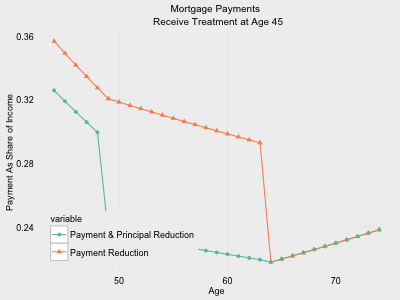 Mortgage Payments
Receive Treatment at Age 45
Payment As Share of Income
0.36
0.32
0.28
0.24
variable
Payment & Principal Reduction
Payment Reduction
50
60
70
Age